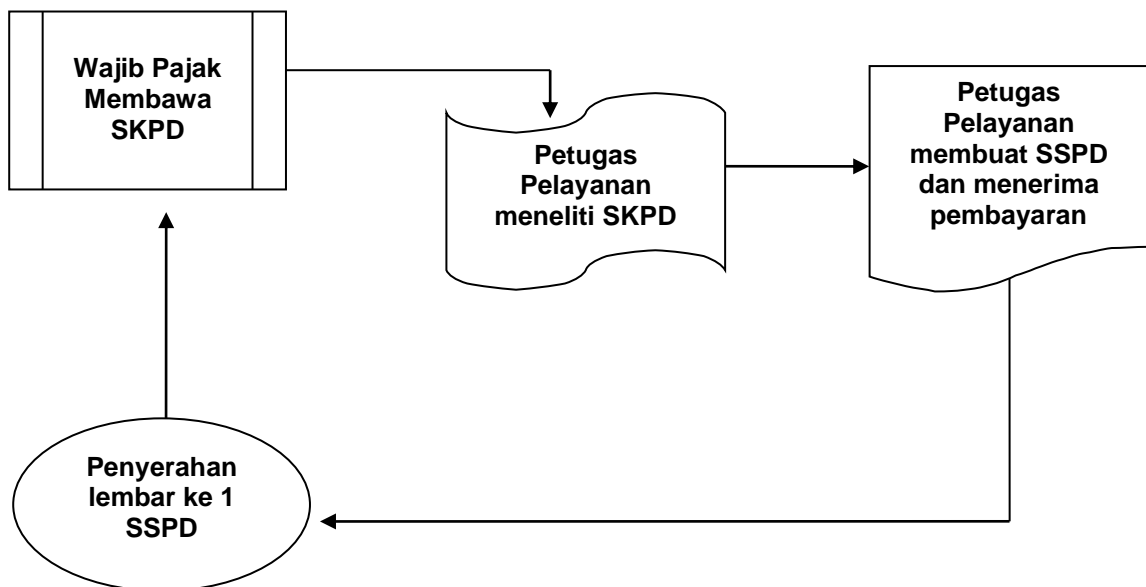 Wajib Pajak
Membawa
SKPD
Petugas
Pelayanan
meneliti SKPD
Petugas
Pelayanan
membuat SSPD
dan menerima
pembayaran
Penyerahan
lembar ke 1
SSPD